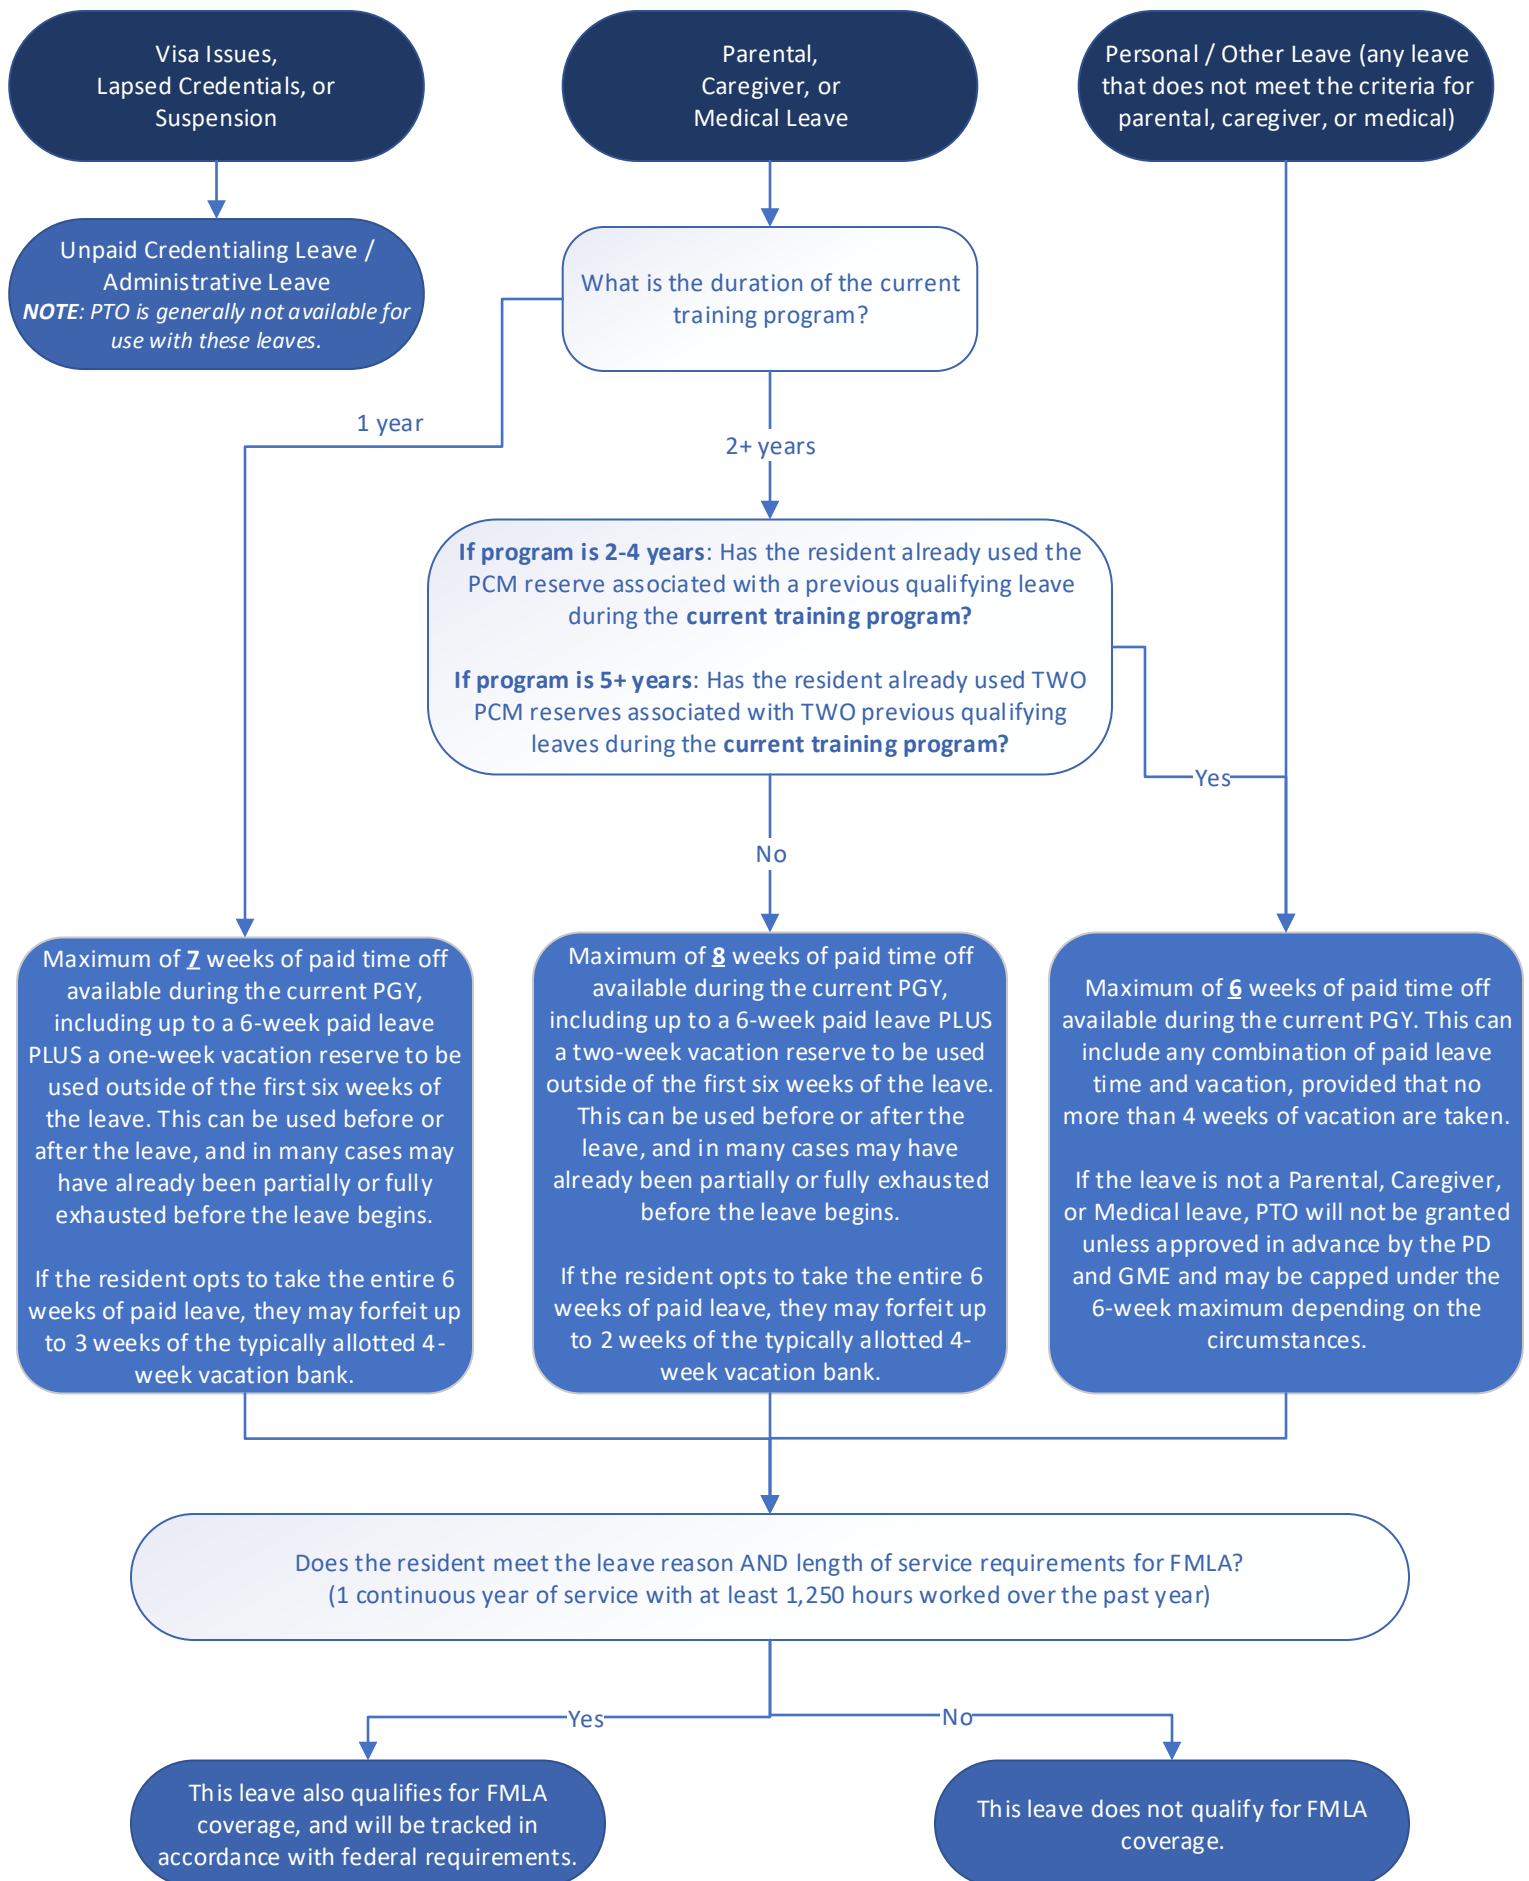 Visa Issues,
Lapsed Credentials, or
Suspension
Parental,
Caregiver, or
Medical Leave
Personal / Other Leave (any leave
that does not meet the criteria for
parental, caregiver, or medical)
Unpaid Credentialing Leave /
Administrative Leave
NOTE: PTO is generally not available for
use with these leaves.
What is the duration of the current
training program?
1 year
2+ years
If program is 2-4 years: Has the resident already used the
PCM reserve associated with a previous qualifying leave
during the current training program?
If program is 5+ years: Has the resident already used TWO
PCM reserves associated with TWO previous qualifying
leaves during the current training program?
Yes
No
Maximum of 7 weeks of paid time off
available during the current PGY,
including up to a 6-week paid leave
PLUS a one-week vacation reserve to be
used outside of the first six weeks of
the leave. This can be used before or
after the leave, and in many cases may
have already been partially or fully
exhausted before the leave begins.
If the resident opts to take the entire 6
weeks of paid leave, they may forfeit up
to 3 weeks of the typically allotted 4-
week vacation bank.
Maximum of 8 weeks of paid time off
available during the current PGY,
including up to a 6-week paid leave PLUS
a two-week vacation reserve to be used
outside of the first six weeks of the leave.
This can be used before or after the
leave, and in many cases may have
already been partially or fully exhausted
before the leave begins.
If the resident opts to take the entire 6
weeks of paid leave, they may forfeit up
to 2 weeks of the typically allotted 4-
week vacation bank.
Maximum of 6 weeks of paid time off
available during the current PGY. This can
include any combination of paid leave
time and vacation, provided that no
more than 4 weeks of vacation are taken.
If the leave is not a Parental, Caregiver,
or Medical leave, PTO will not be granted
unless approved in advance by the PD
and GME and may be capped under the
6-week maximum depending on the
circumstances.
Does the resident meet the leave reason AND length of service requirements for FMLA?
(1 continuous year of service with at least 1,250 hours worked over the past year)
Yes
No
This leave also qualifies for FMLA
coverage, and will be tracked in
accordance with federal requirements.
This leave does not qualify for FMLA
coverage.